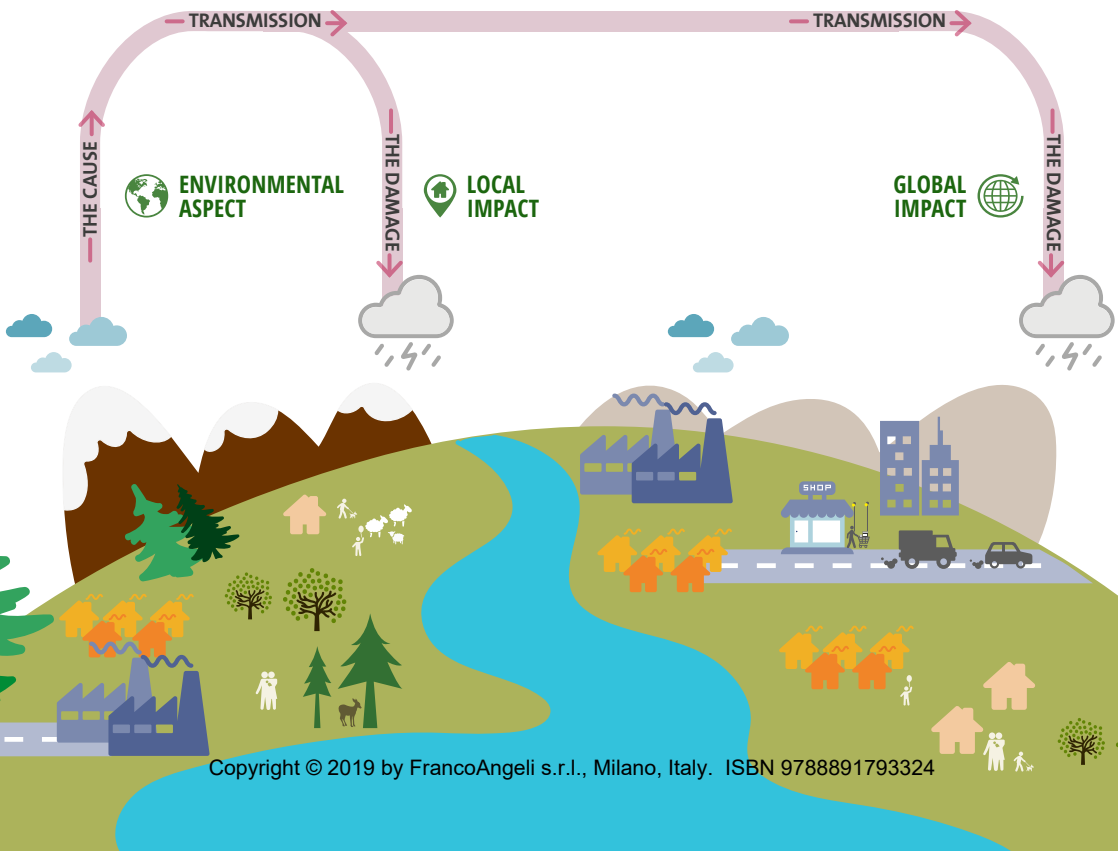 TRANSMISSION
TRANSMISSION
THE CAUSE
ENVIRONMENTAL
ASPECT
THE DAMAGE
LOCAL
IMPACT
GLOBAL
IMPACT
THE DAMAGE
SHOP
Copyright © 2019 by FrancoAngeli s.r.l., Milano, Italy.  ISBN 9788891793324